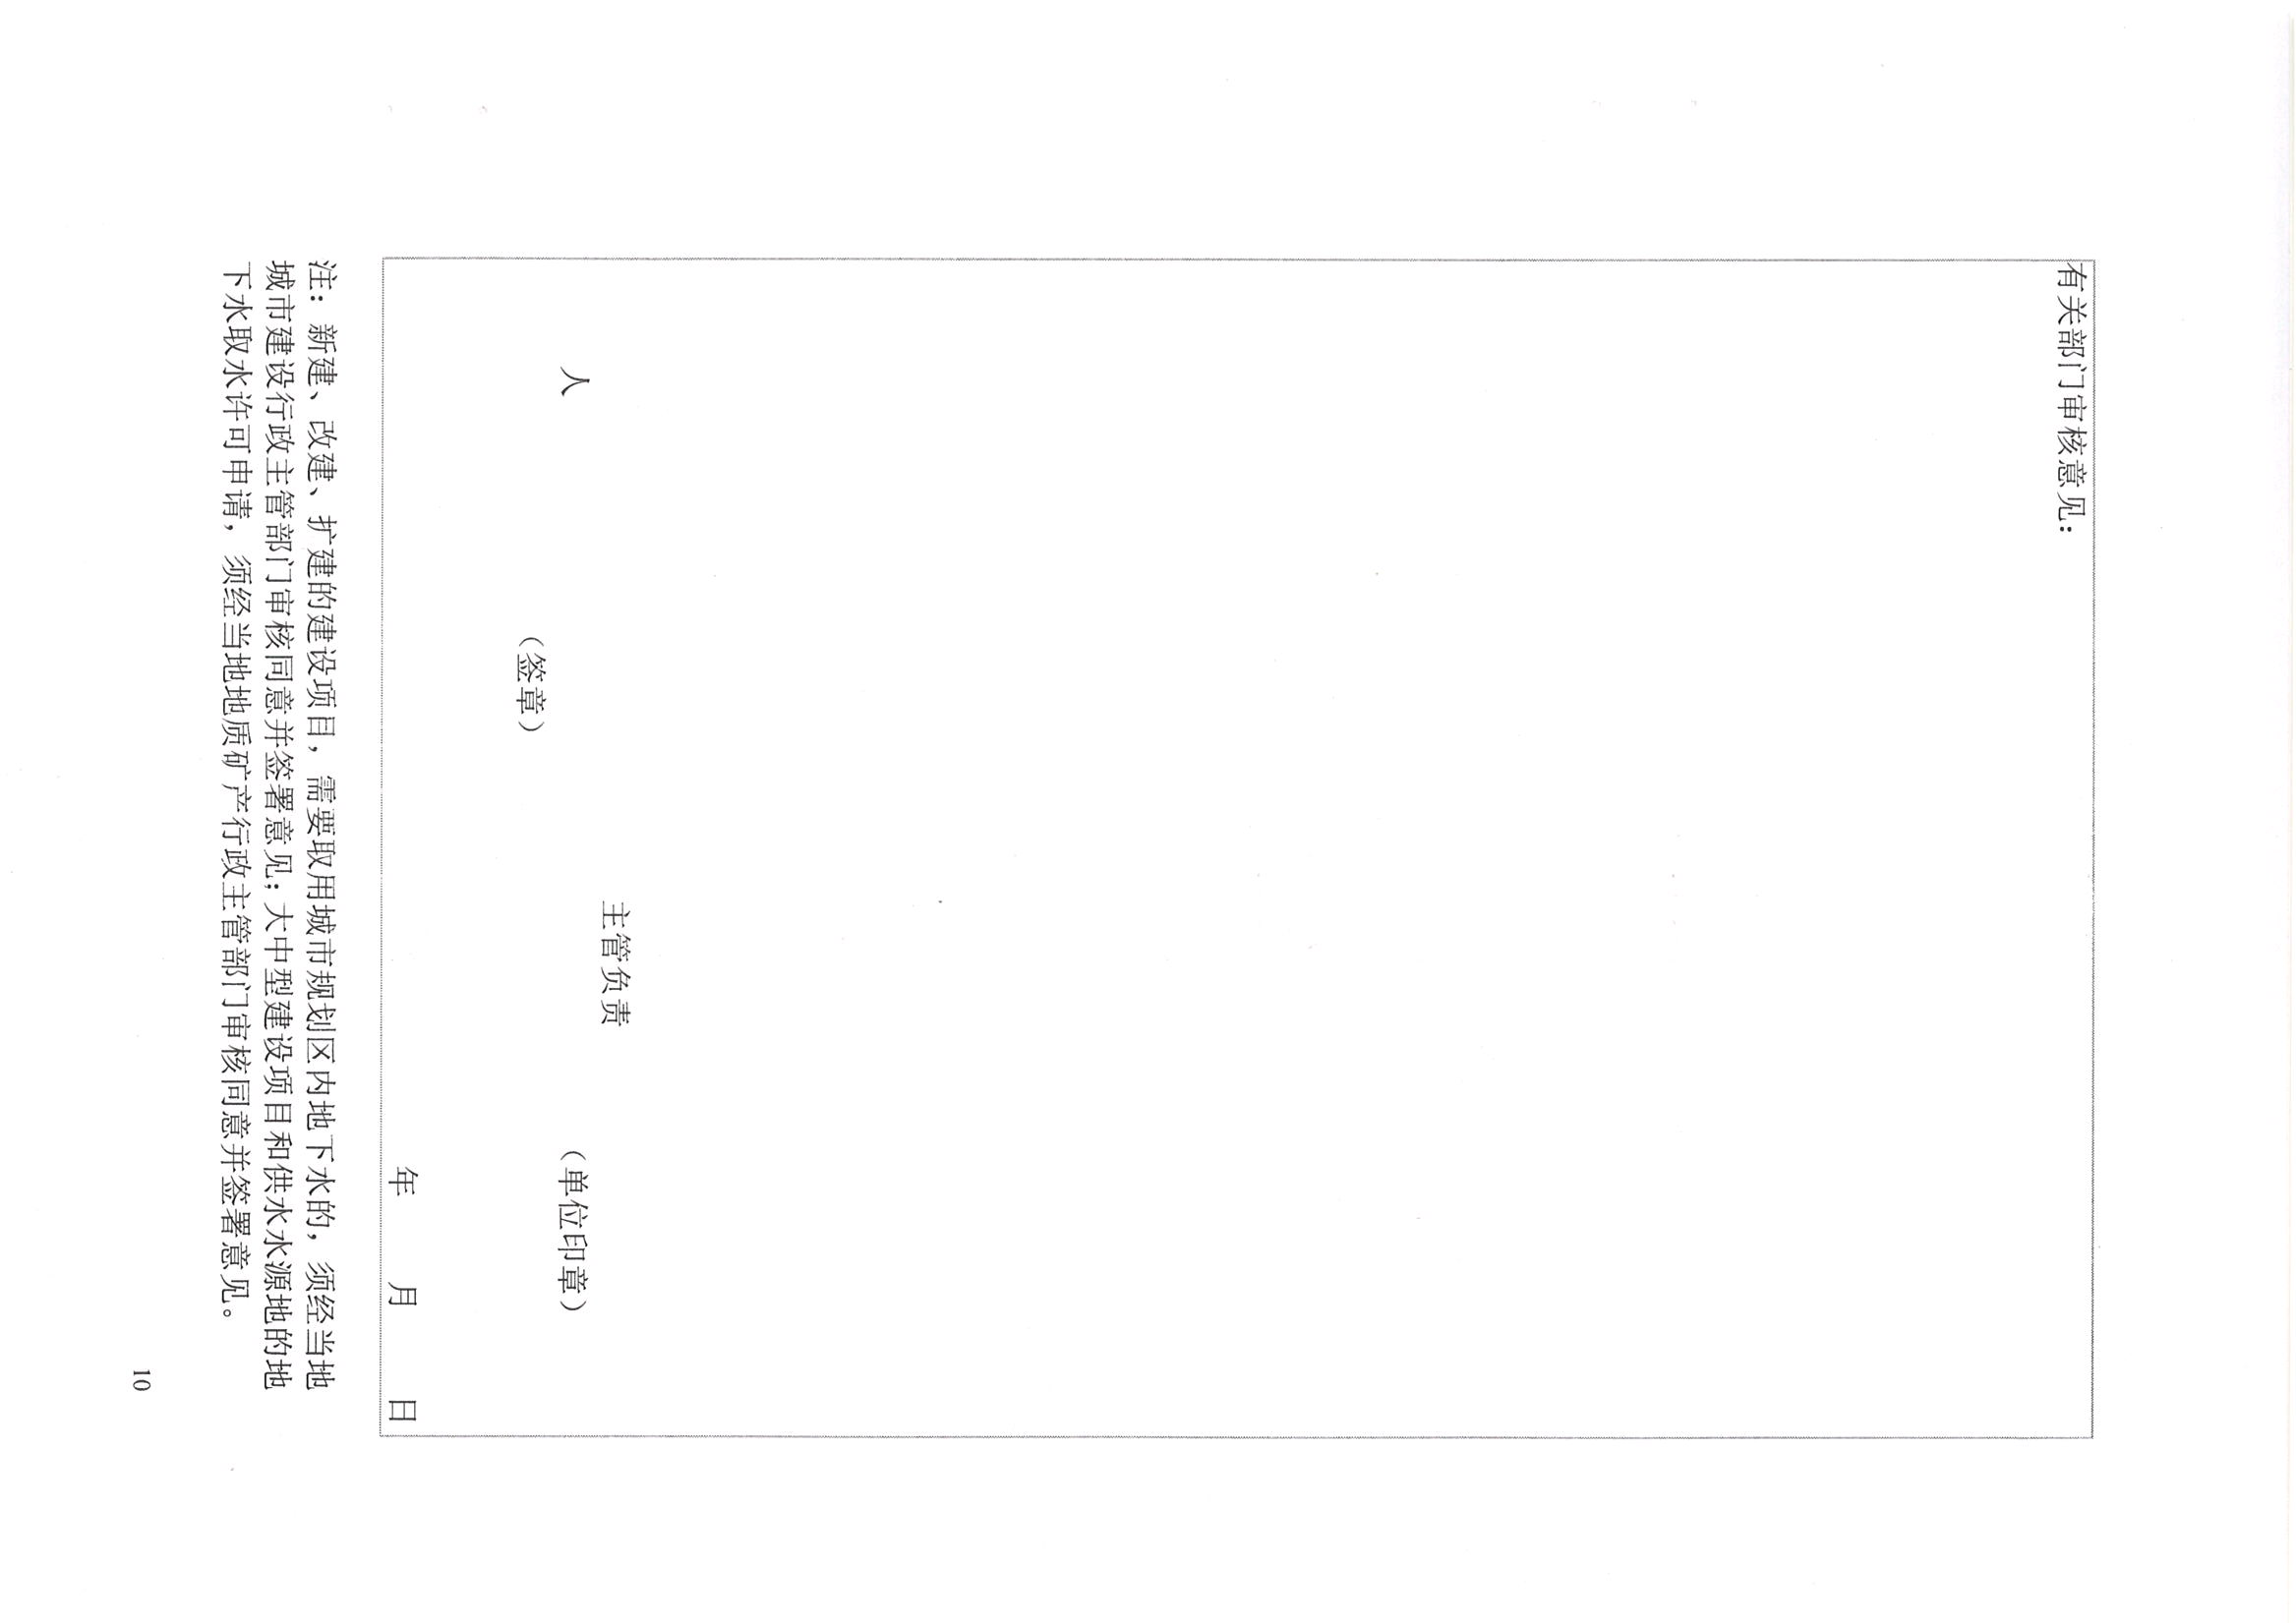 有关部门审核意见：
主管负责
人 （单位印章）
（签章）
年 月 日
注：新建、改建、扩建的建设项目，需要取用城市规划区内地下水的，须经当地
城市建设行政主管部门审核同意并签署意见；大中型建设项目和供水水源地的地
下水取水许可申请，须经当地地质矿产行政主管部门审核同意并签署意见。
10